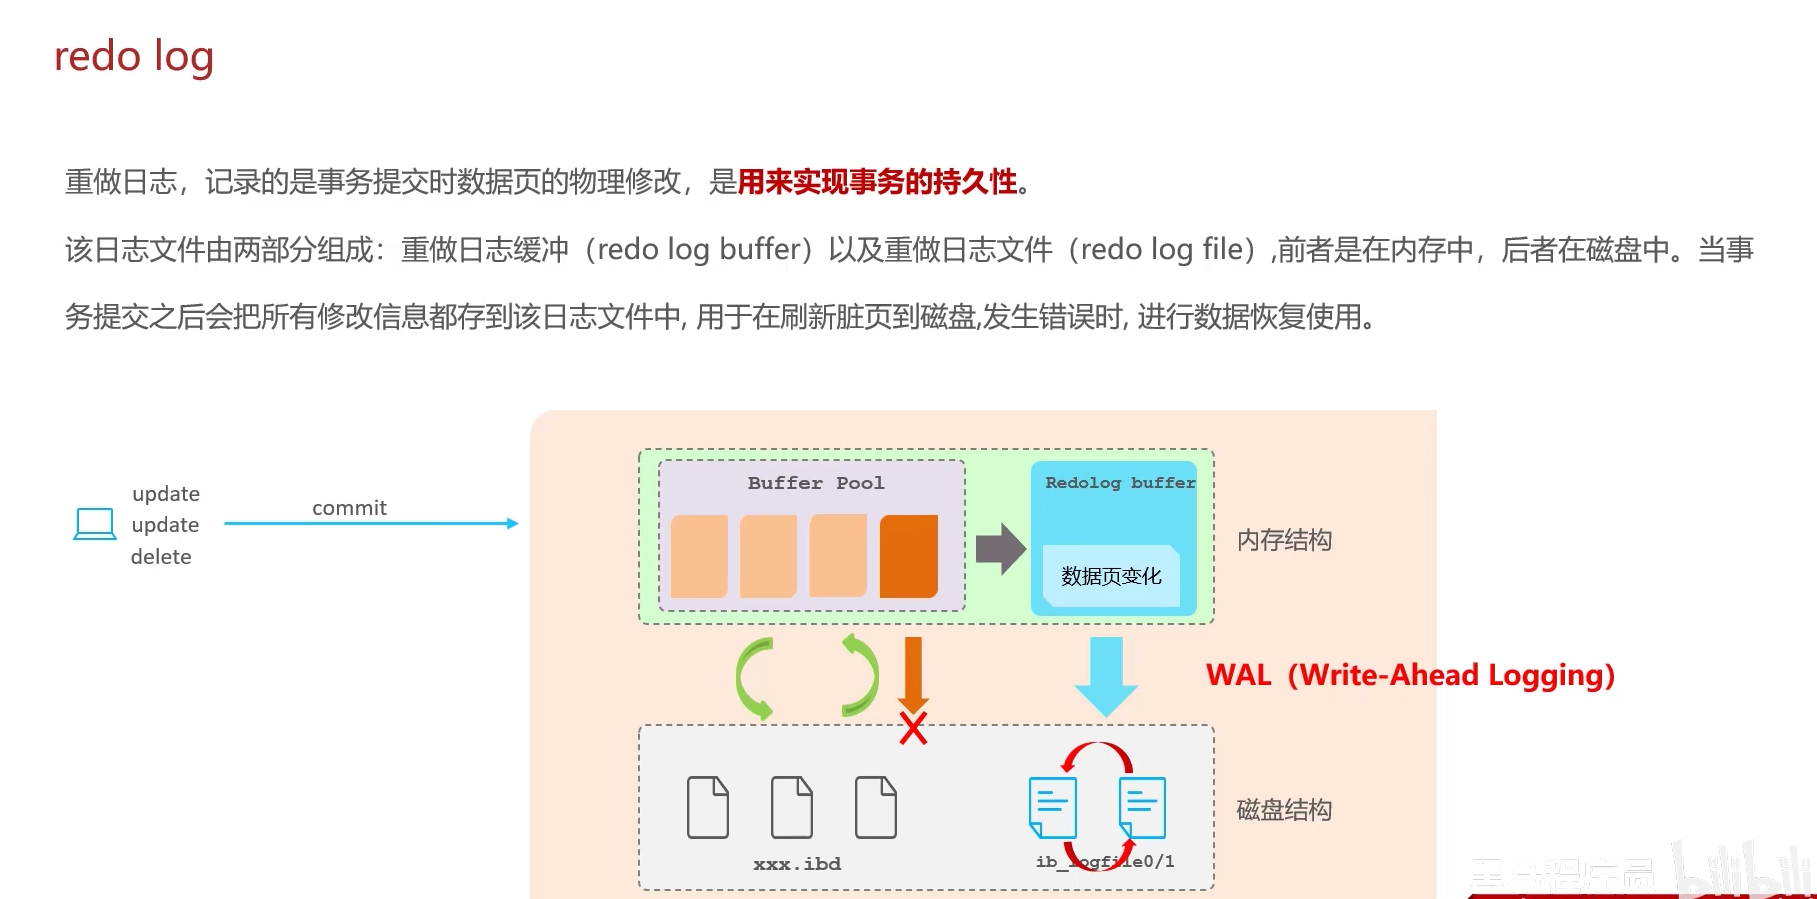 redo log
重做日志，记录的是事务提交时数据页的物理修改，是用来实现事务的持久性。
该日志文件由两部分组成：重做日志缓冲（redo log buffer）以及重做日志文件（redo log file）,前者是在内存中，后者在磁盘中。当事
务提交之后会把所有修改信息都存到该日志文件中, 用于在刷新脏页到磁盘,发生错误时, 进行数据恢复使用。
update
update
delete
commit
Buffer Pool
Redolog buffer
数据页变化
内存结构
WAL（Write-Ahead Logging）
磁盘结构
xxx.ibd
ib_logfile0/1
黑马程序员 bilibili